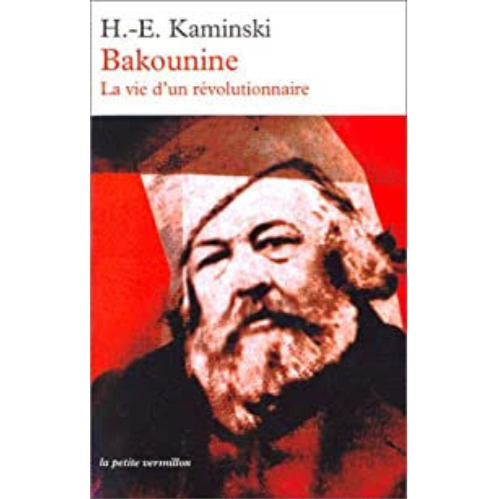 H.-E. Kaminski
Bakounine
La vie d'un révolutionnaire
la petite vermillon